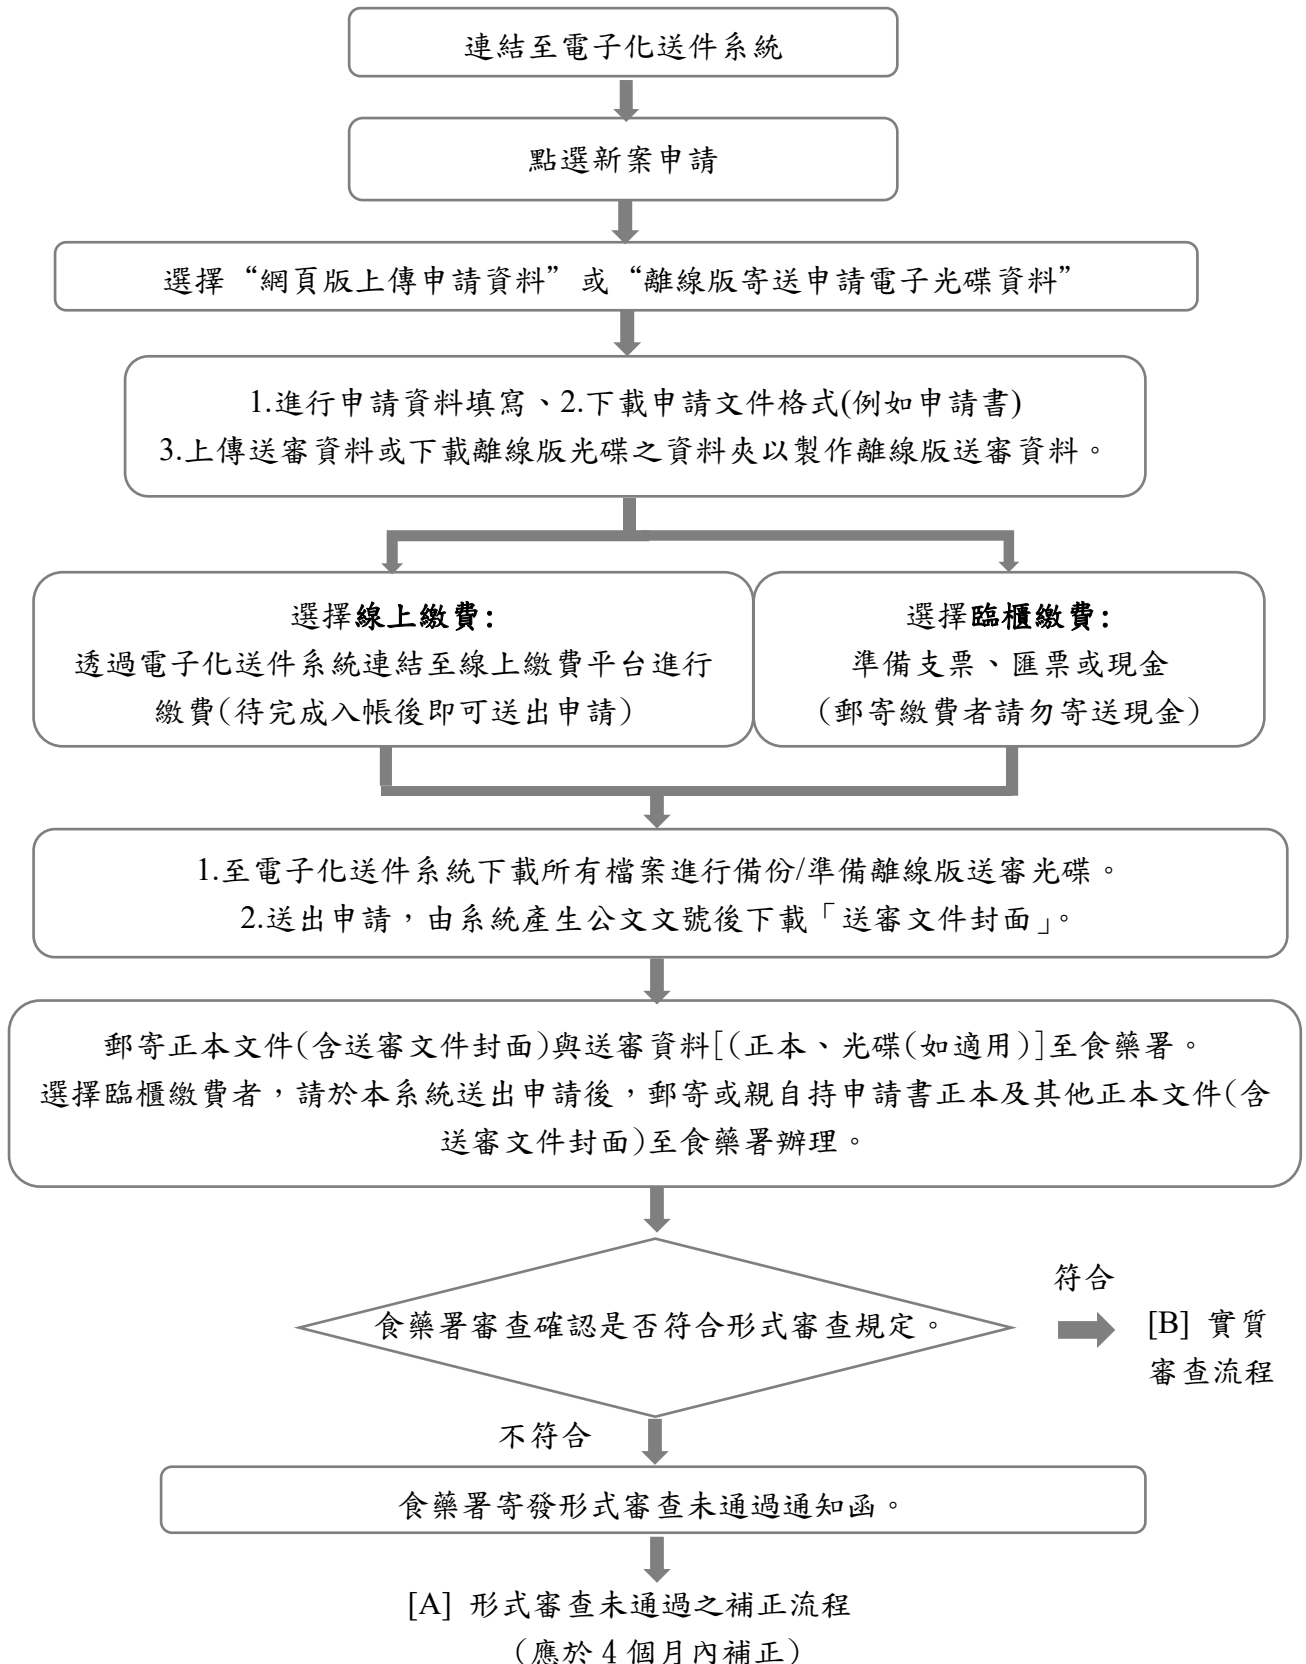 連結至電子化送件系統
點選新案申請
選擇“網頁版上傳申請資料”或“離線版寄送申請電子光碟資料”
1.進行申請資料填寫、2.下載申請文件格式(例如申請書)
3.上傳送審資料或下載離線版光碟之資料夾以製作離線版送審資料。
選擇線上繳費:
透過電子化送件系統連結至線上繳費平台進行
繳費(待完成入帳後即可送出申請)
選擇臨櫃繳費:
準備支票、匯票或現金
(郵寄繳費者請勿寄送現金)
1.至電子化送件系統下載所有檔案進行備份/準備離線版送審光碟。
2.送出申請，由系統產生公文文號後下載「送審文件封面」。
郵寄正本文件(含送審文件封面)與送審資料[(正本、光碟(如適用)]至食藥署。
選擇臨櫃繳費者，請於本系統送出申請後，郵寄或親自持申請書正本及其他正本文件(含
送審文件封面)至食藥署辦理。
食藥署審查確認是否符合形式審查規定。
符合
[B] 實質
審查流程
不符合
食藥署寄發形式審查未通過通知函。
[A] 形式審查未通過之補正流程
(應於 4 個月內補正)